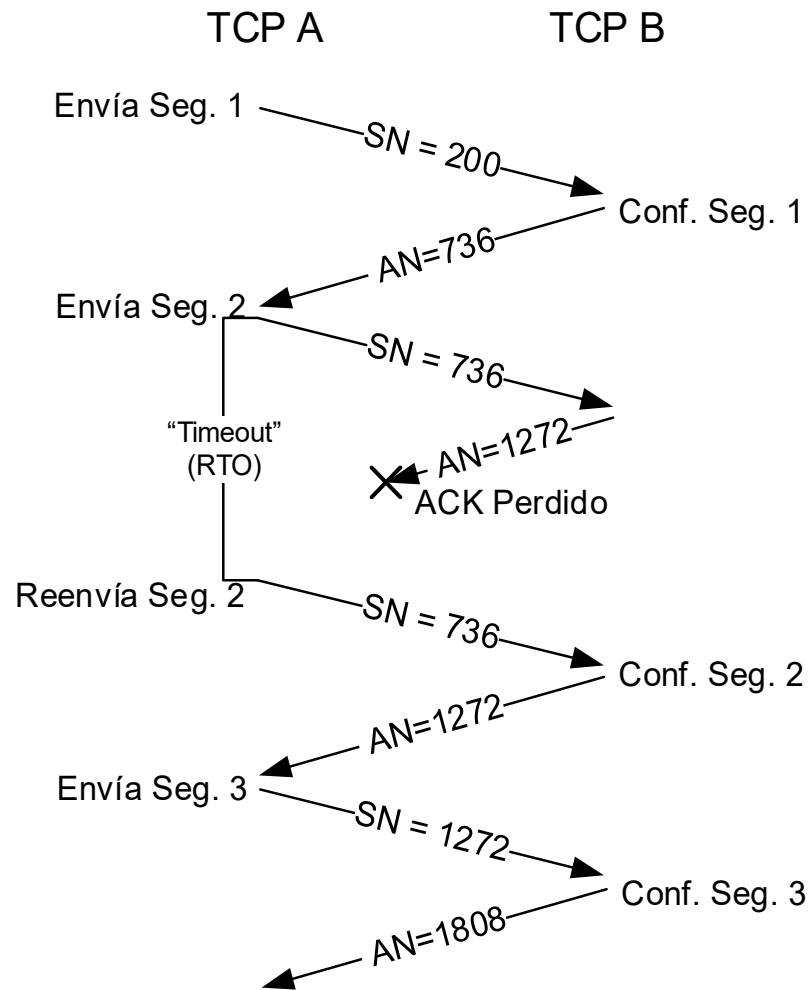 TCP A
TCP B
Envía Seg. 1
SN = 200
Conf. Seg. 1
AN=736
Envía Seg. 2
SN = 736
“Timeout”
(RTO)
AN=1272
ACK Perdido
Reenvía Seg. 2
SN = 736
Conf. Seg. 2
AN=1272
Envía Seg. 3
SN = 1272
Conf. Seg. 3
AN=1808